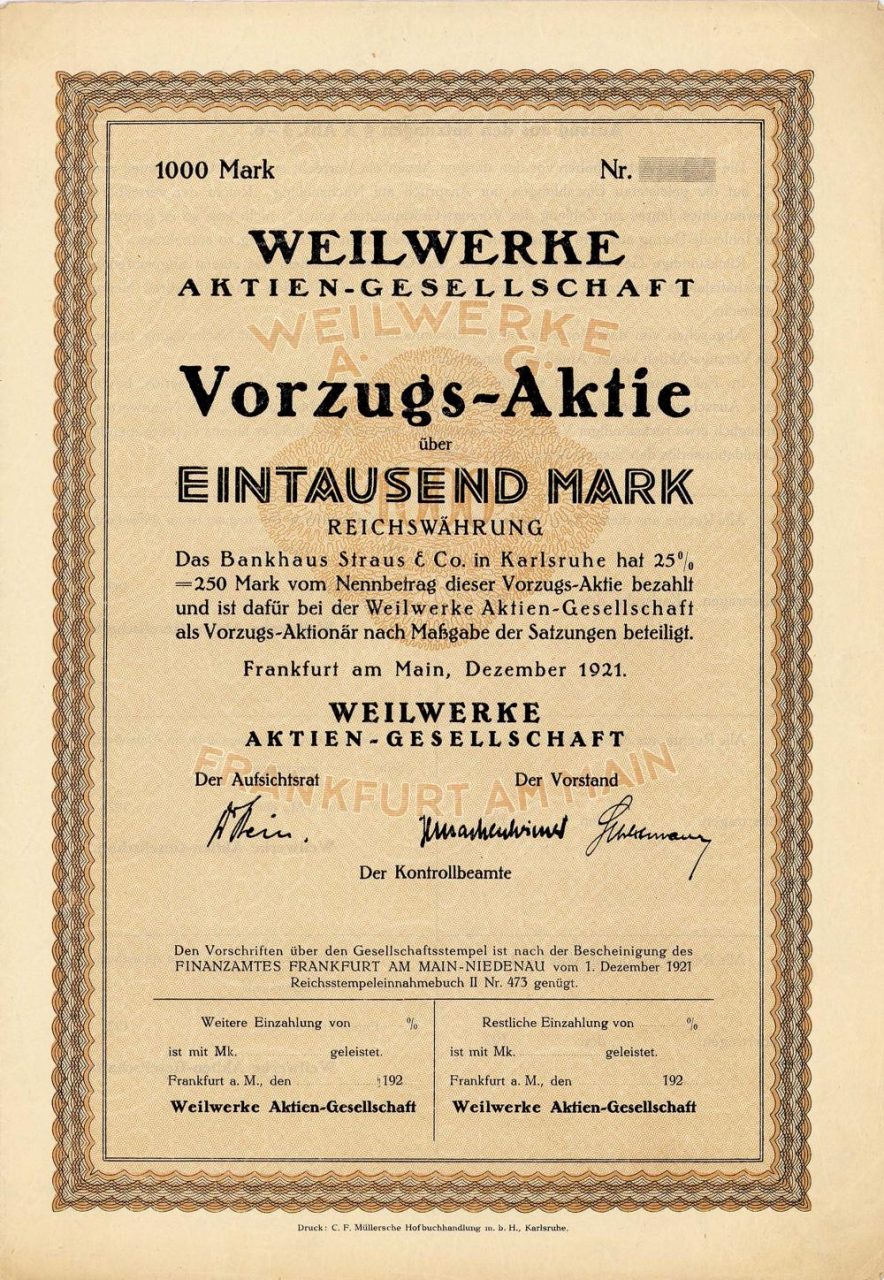 1000 Mark Nr.
WEILWERKE
AKTIEN-GESELLSCHAFT
WEILWERKE
A. G.
Vorzugs-Aktie
über
EINTAUSEND MARK
REICHSWÄHRUNG
Das Bankhaus Straus & Co. in Karlsruhe hat 25%
=250 Mark vom Nennbetrag dieser Vorzugs-Aktie bezahlt
und ist dafür bei der Weilwerke Aktien-Gesellschaft
als Vorzugs-Aktionär nach Maßgabe der Satzungen beteiligt.
Frankfurt am Main, Dezember 1921.
WEILWERKE
AKTIEN-GESELLSCHAFT
FRANKFURT AM MAIN
Der Aufsichtsrat Der Vorstand
Der Kontrollbeamte
Den Vorschriften über den Gesellschaftsstempel ist nach der Bescheinigung des
FINANZAMTES FRANKFURT AM MAIN-NIEDENAU vom 1. Dezember 1921
Reichsstempeleinnahmebuch II Nr. 473 genügt.
Weitere Einzahlung von %
ist mit Mk. geleistet.
Frankfurt a. M., den 192
Weilwerke Aktien-Gesellschaft
Restliche Einzahlung von %
ist mit Mk. geleistet.
Frankfurt a. M., den 192
Weilwerke Aktien-Gesellschaft
Druck: C. F. Müllersche Hofbuchhandlung m. b. H., Karlsruhe.